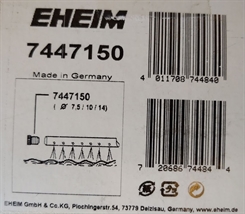 EHEIM
7447150
Made in Germany
4 011708 744840
7447150
( Ø 7,5 / 10 / 14 )
7 20686 74484 4
EHEIM GmbH & Co.KG, Plochingerstr. 54, 73779 Deizisau, Germany, www.eheim.de